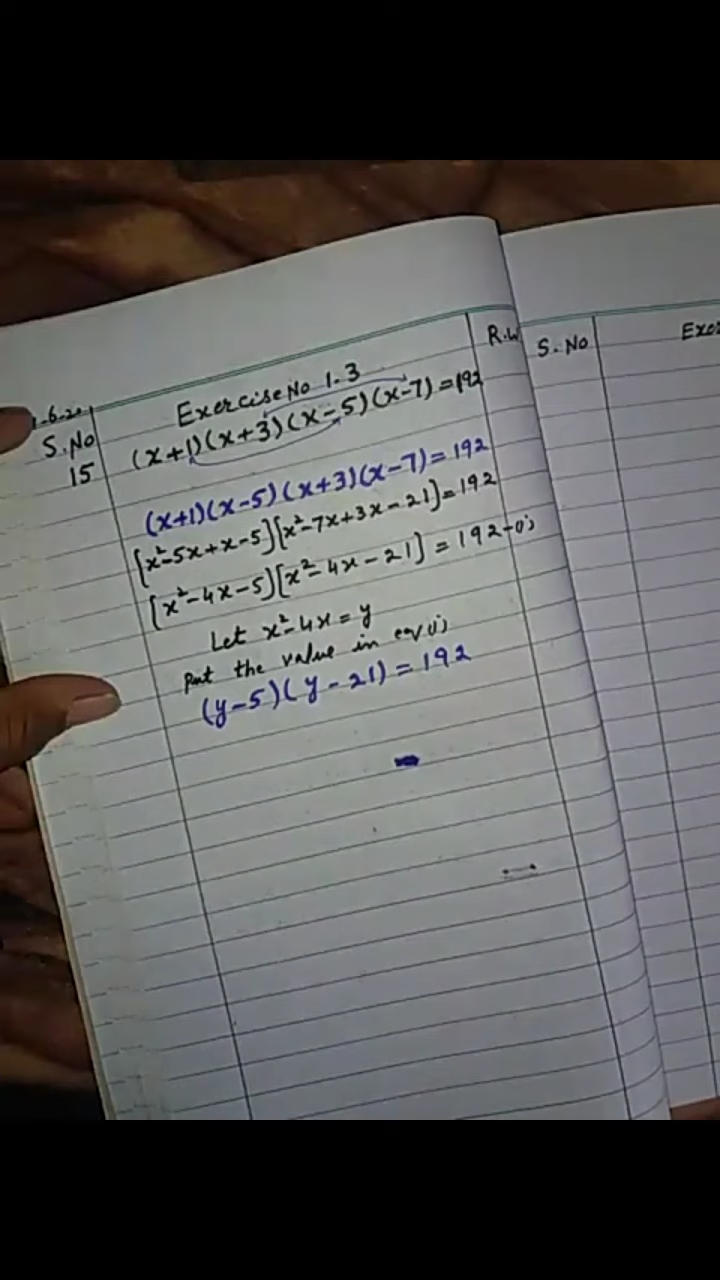 Exercise No 1.3
R.W
S.No
S.No
15
(x+1)(x+3)(x-5)(x-7)=192
(x+1)(x-5)(x+3)(x-7)=192
[x²-5x+x-5][x²-7x+3x-21]=192
[x²-4x-5][x²-4x-21]=192-(i)
Let x²-4x=y
Put the value in eq (i)
(y-5)(y-21)=192